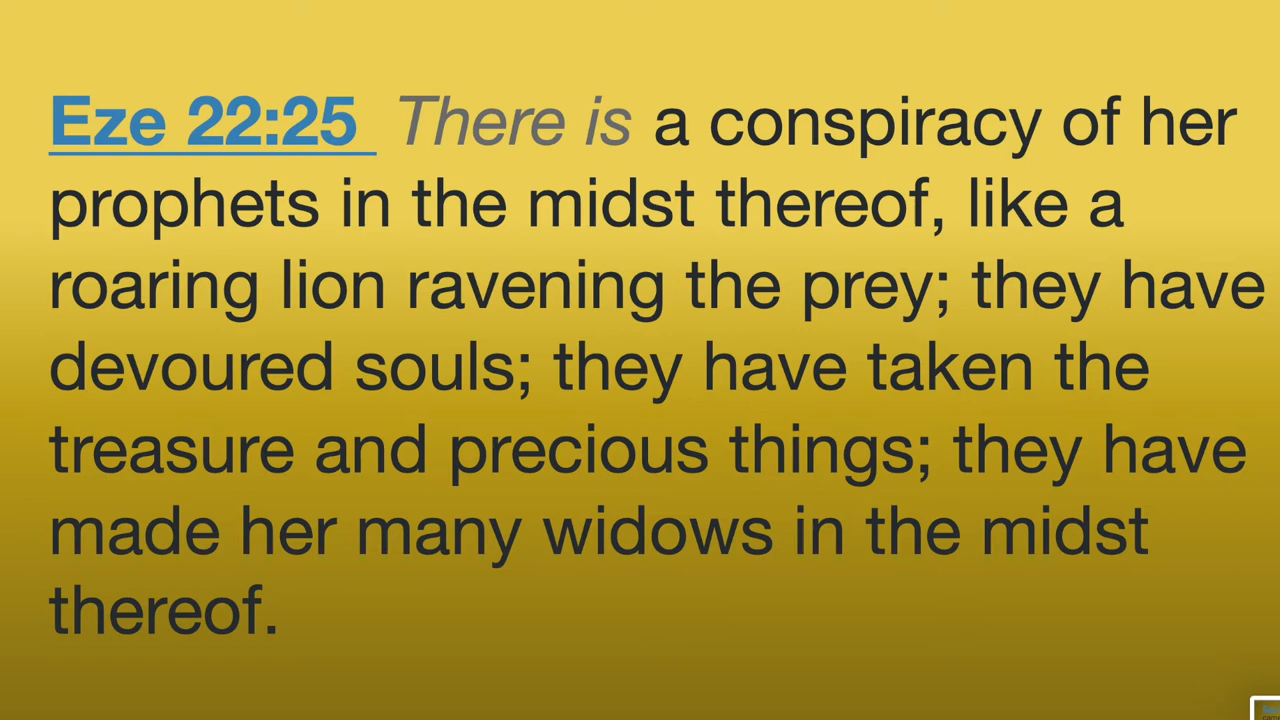 Eze 22:25 There is a conspiracy of her
prophets in the midst thereof, like a
roaring lion ravening the prey; they have
devoured souls; they have taken the
treasure and precious things; they have
made her many widows in the midst
thereof.